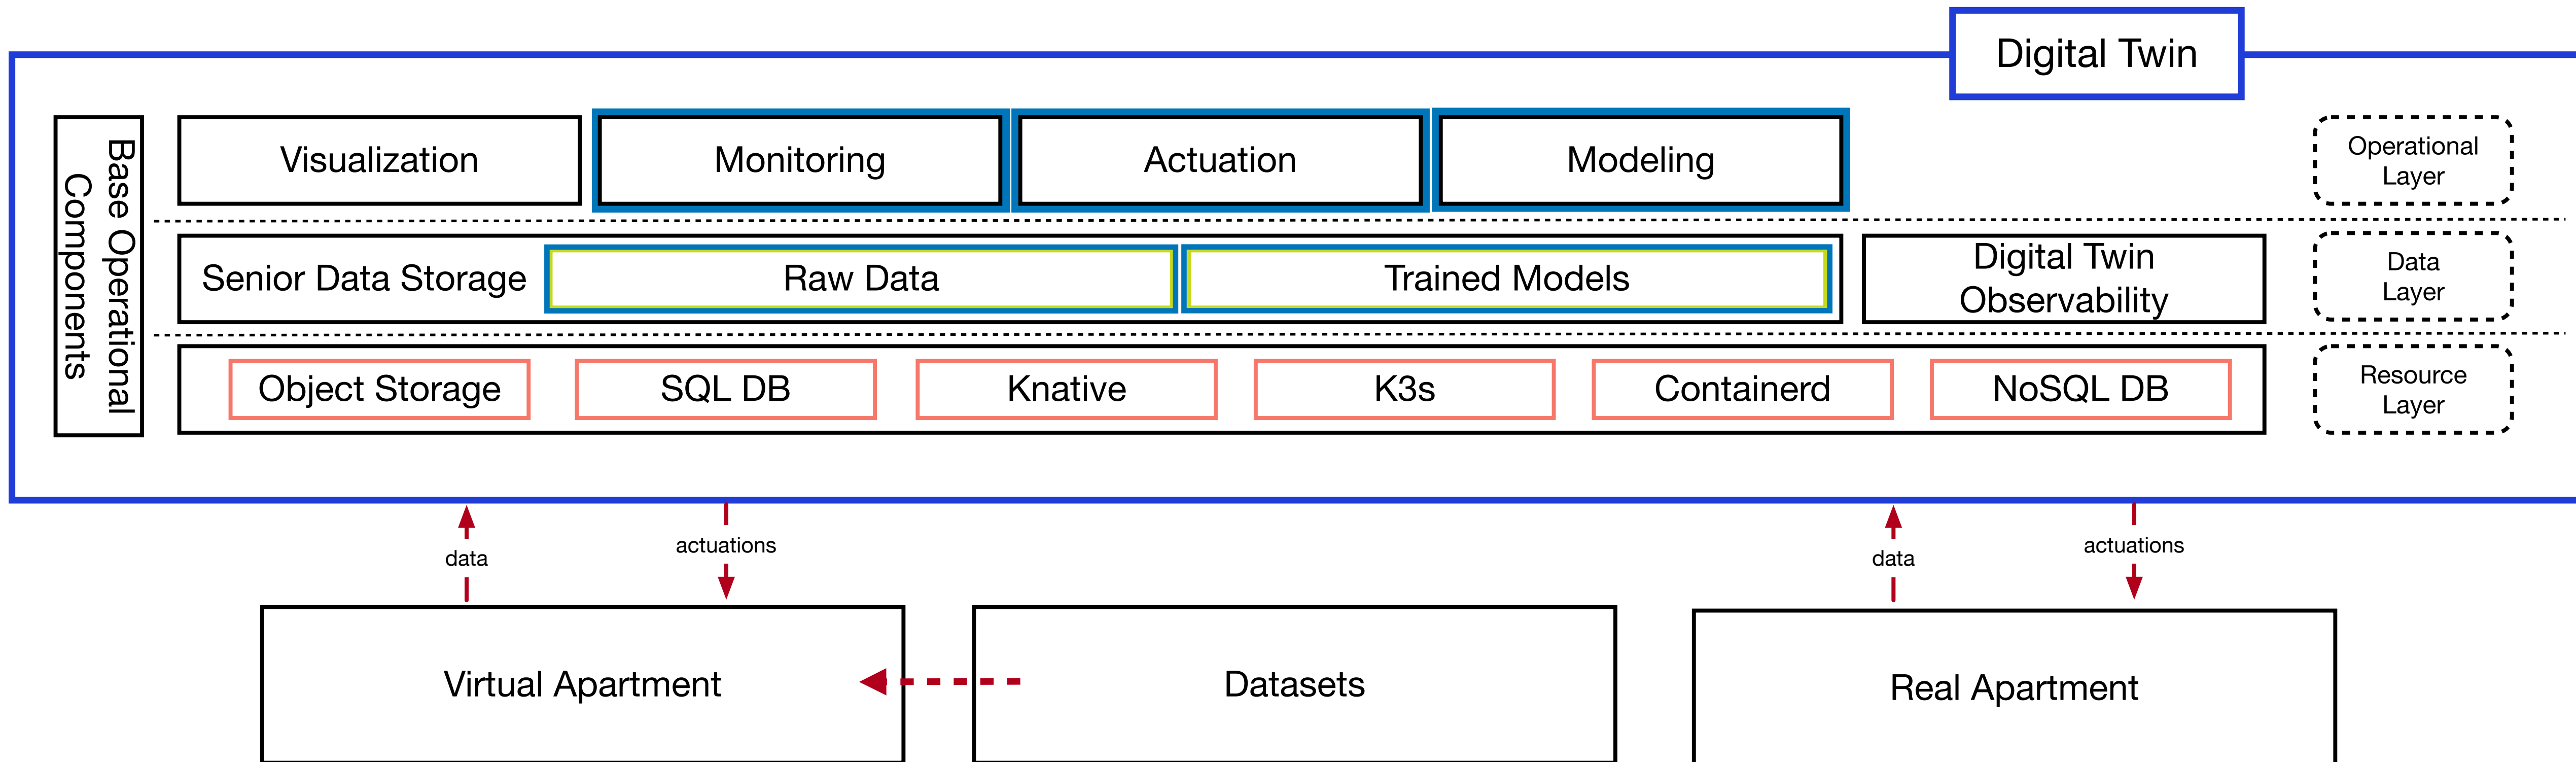 Digital Twin
Base Operational
Components
Visualization
Monitoring
Actuation
Modeling
Operational
Layer
Senior Data Storage
Raw Data
Trained Models
Digital Twin
Observability
Data
Layer
Object Storage
SQL DB
Knative
K3s
Containerd
NoSQL DB
Resource
Layer
data
actuations
data
actuations
Virtual Apartment
Datasets
Real Apartment